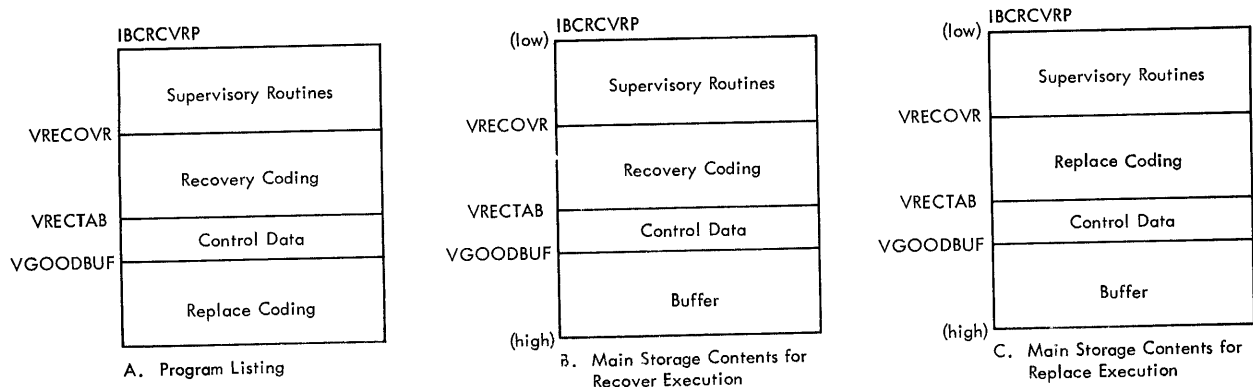 IBCRCVRP
Supervisory Routines
VRECOVR
Recovery Coding
VRECTAB
Control Data
VGOODBUF
Replace Coding
A. Program Listing
IBCRCVRP
(low)
Supervisory Routines
VRECOVR
Recovery Coding
VRECTAB
Control Data
VGOODBUF
Buffer
(high)
B. Main Storage Contents for
Recover Execution
IBCRCVRP
(low)
Supervisory Routines
VRECOVR
Replace Coding
VRECTAB
Control Data
VGOODBUF
Buffer
(high)
C. Main Storage Contents for
Replace Execution